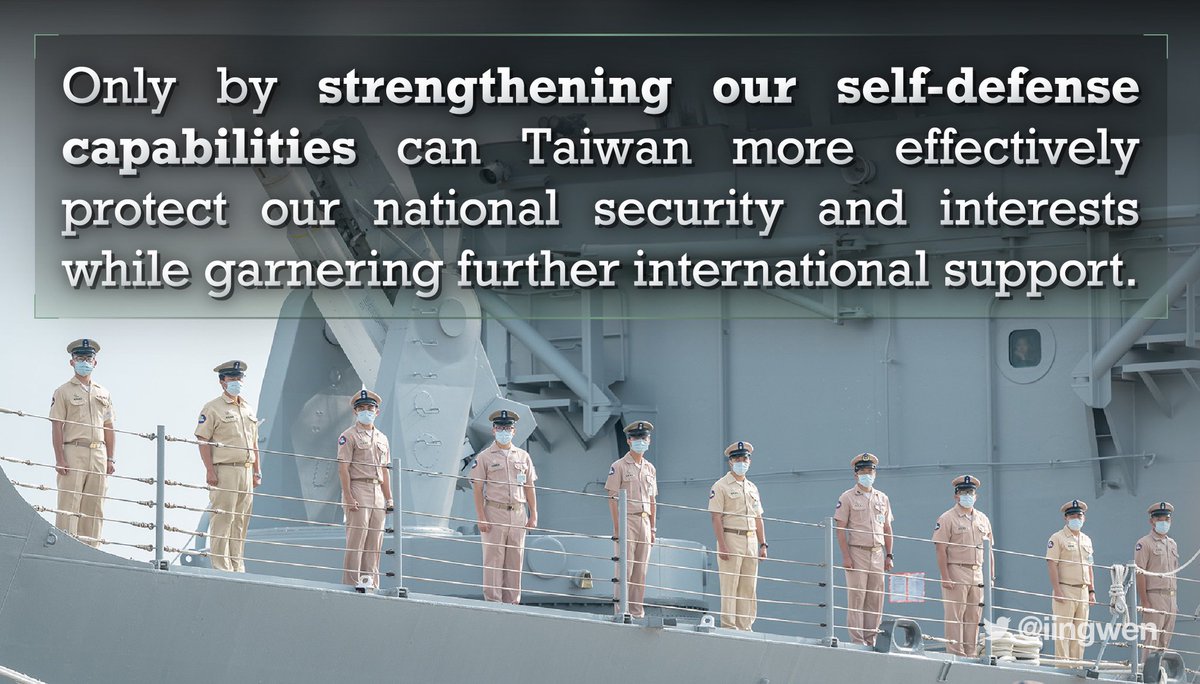 Only by strengthening our self-defense
capabilities can Taiwan more effectively
protect our national security and interests
while garnering further international support.
@iingwen